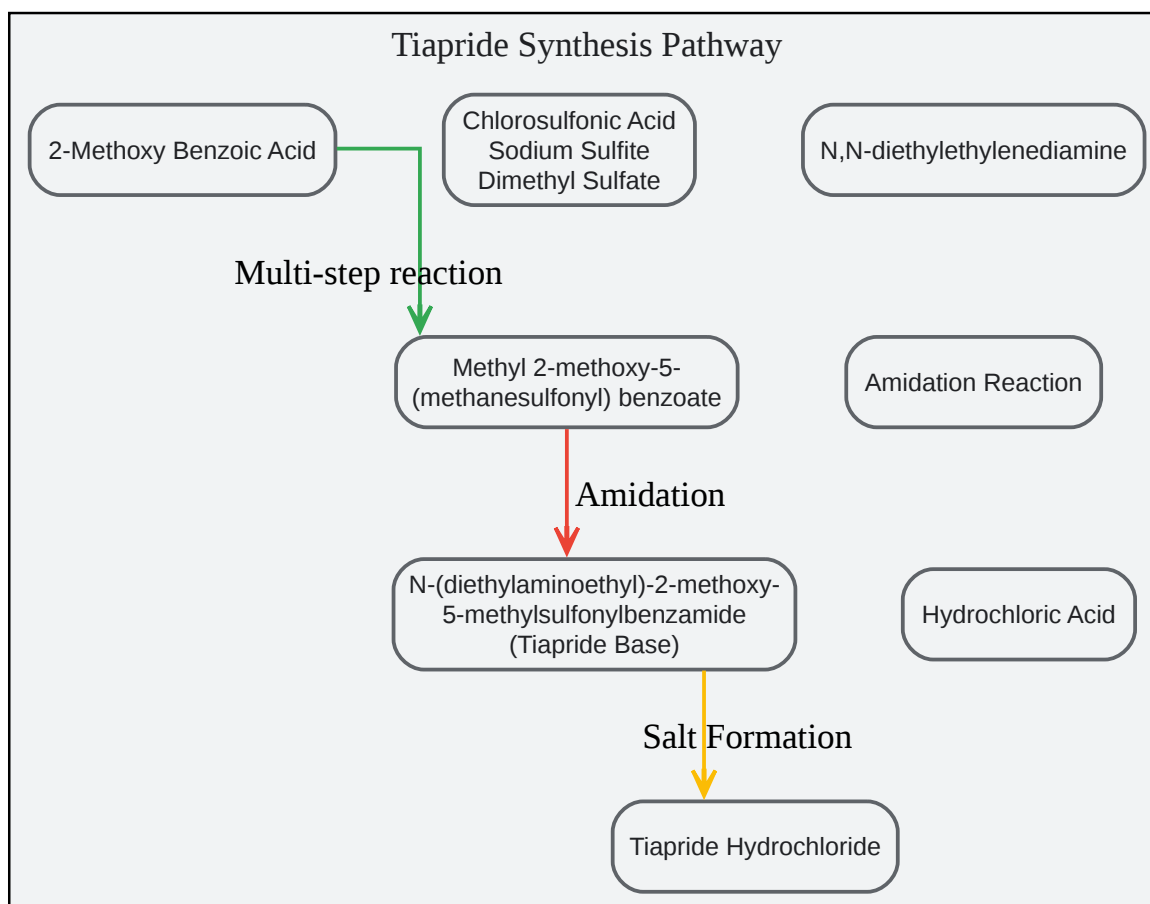 Tiapride Synthesis Pathway
2-Methoxy Benzoic Acid
Chlorosulfonic Acid
Sodium Sulfite
Dimethyl Sulfate
N,N-diethylethylenediamine
Multi-step reaction
Methyl 2-methoxy-5-
(methanesulfonyl) benzoate
Amidation Reaction
Amidation
N-(diethylaminoethyl)-2-methoxy-
5-methylsulfonylbenzamide
(Tiapride Base)
Hydrochloric Acid
Salt Formation
Tiapride Hydrochloride